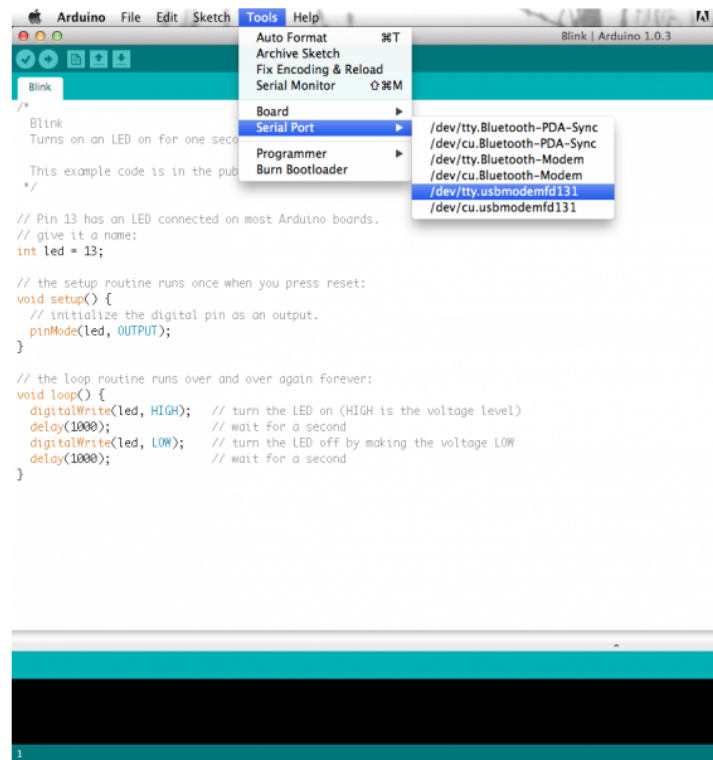 Arduino File Edit Sketch Tools Help
Blink | Arduino 1.0.3
Auto Format ⌘T
Archive Sketch
Fix Encoding & Reload
Serial Monitor ⇧⌘M
Board
Serial Port
Programmer
Burn Bootloader
/dev/tty.Bluetooth-PDA-Sync
/dev/cu.Bluetooth-PDA-Sync
/dev/tty.Bluetooth-Modem
/dev/cu.Bluetooth-Modem
/dev/tty.usbmodemfd131
/dev/cu.usbmodemfd131
Blink
/*
Blink
Turns on an LED on for one seco
This example code is in the pub
*/
// Pin 13 has an LED connected on most Arduino boards.
// give it a name:
int led = 13;
// the setup routine runs once when you press reset:
void setup() {
// initialize the digital pin as an output.
pinMode(led, OUTPUT);
}
// the loop routine runs over and over again forever:
void loop() {
digitalWrite(led, HIGH); // turn the LED on (HIGH is the voltage level)
delay(1000); // wait for a second
digitalWrite(led, LOW); // turn the LED off by making the voltage LOW
delay(1000); // wait for a second
}
1